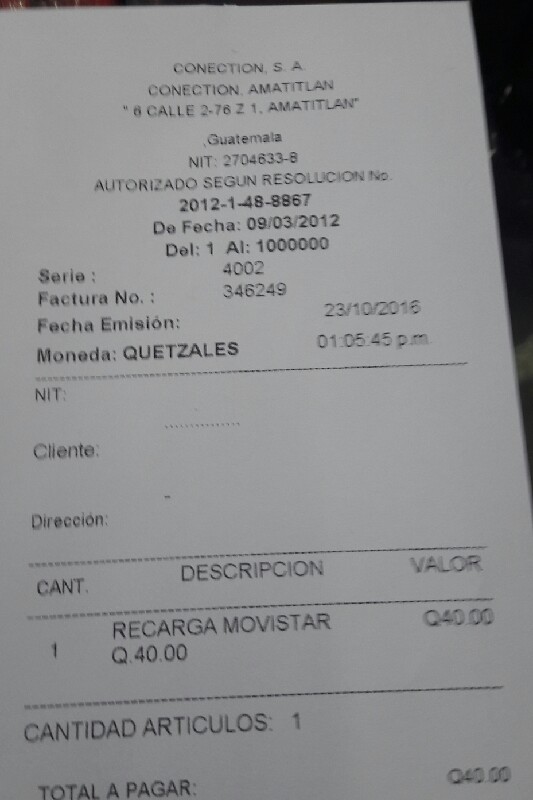 CONECTION, S. A.
CONECTION. AMATITLAN
" 6 CALLE 2-76 Z 1, AMATITLAN"
,Guatemala
NIT: 2704633-8
AUTORIZADO SEGUN RESOLUCION No.
2012-1-48-8867
De Fecha: 09/03/2012
Del: 1 Al: 1000000
Serie : 4002
Factura No. : 346249
Fecha Emisión: 23/10/2016
Moneda: QUETZALES 01:05:45 p.m.
NIT:
..............
Cliente:
-
Dirección:
CANT. DESCRIPCION VALOR
1 RECARGA MOVISTAR Q40.00
Q.40.00
CANTIDAD ARTICULOS: 1
TOTAL A PAGAR: Q40.00